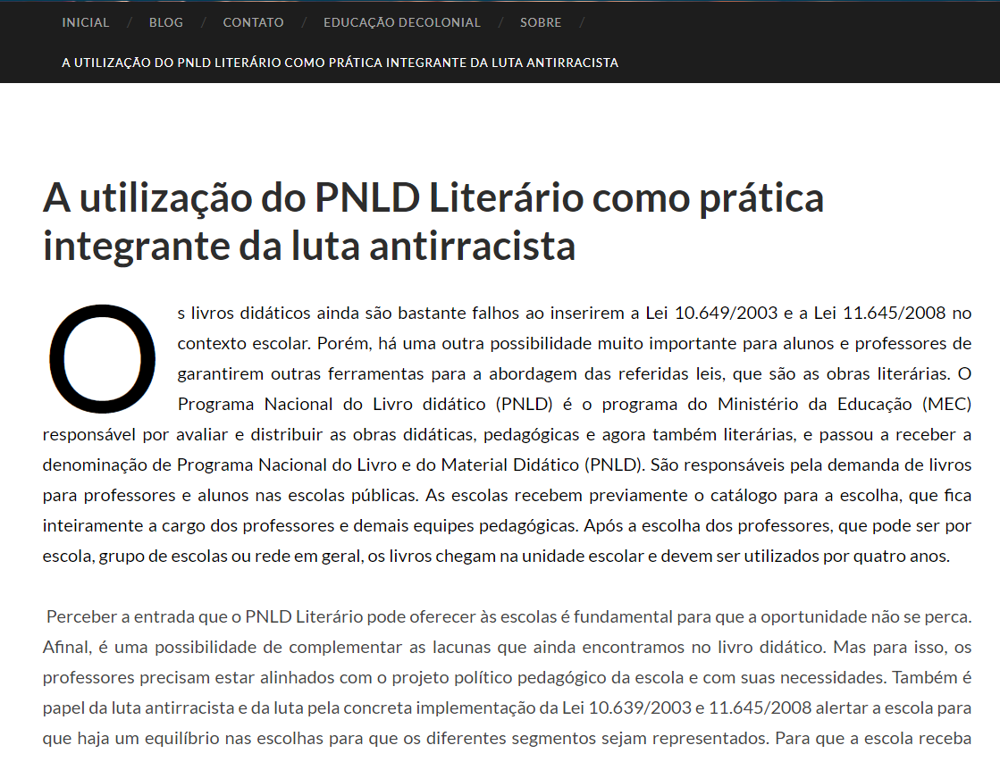 INICIAL / BLOG / CONTATO / EDUCAÇÃO DECOLONIAL / SOBRE /
A UTILIZAÇÃO DO PNLD LITERÁRIO COMO PRÁTICA INTEGRANTE DA LUTA ANTIRRACISTA
A utilização do PNLD Literário como prática
integrante da luta antirracista
Os livros didáticos ainda são bastante falhos ao inserirem a Lei 10.649/2003 e a Lei 11.645/2008 no
contexto escolar. Porém, há uma outra possibilidade muito importante para alunos e professores de
garantirem outras ferramentas para a abordagem das referidas leis, que são as obras literárias. O
Programa Nacional do Livro didático (PNLD) é o programa do Ministério da Educação (MEC)
responsável por avaliar e distribuir as obras didáticas, pedagógicas e agora também literárias, e passou a receber a
denominação de Programa Nacional do Livro e do Material Didático (PNLD). São responsáveis pela demanda de livros
para professores e alunos nas escolas públicas. As escolas recebem previamente o catálogo para a escolha, que fica
inteiramente a cargo dos professores e demais equipes pedagógicas. Após a escolha dos professores, que pode ser por
escola, grupo de escolas ou rede em geral, os livros chegam na unidade escolar e devem ser utilizados por quatro anos.
Perceber a entrada que o PNLD Literário pode oferecer às escolas é fundamental para que a oportunidade não se perca.
Afinal, é uma possibilidade de complementar as lacunas que ainda encontramos no livro didático. Mas para isso, os
professores precisam estar alinhados com o projeto político pedagógico da escola e com suas necessidades. Também é
papel da luta antirracista e da luta pela concreta implementação da Lei 10.639/2003 e 11.645/2008 alertar a escola para
que haja um equilíbrio nas escolhas para que os diferentes segmentos sejam representados. Para que a escola receba